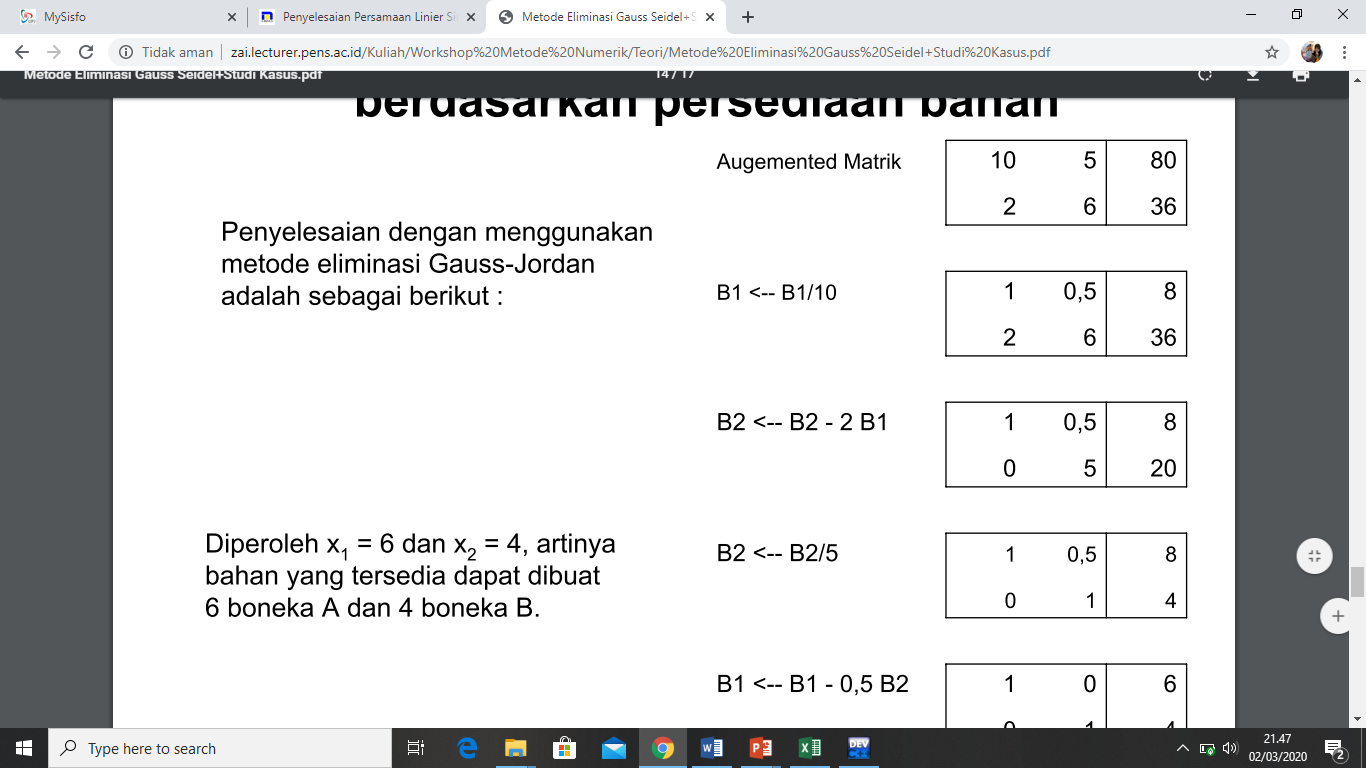 MySisfo
Penyelesaian Persamaan Linier Si
Metode Eliminasi Gauss Seidel+S
Tidak aman
zai.lecturer.pens.ac.id/Kuliah/Workshop%20Metode%20Numerik/Teori/Metode%20Eliminasi%20Gauss%20Seidel+Studi%20Kasus.pdf
Metode Eliminasi Gauss Seidel+Studi Kasus.pdf
14 / 17
berdasarkan persediaan bahan
Augemented Matrik
10 5 80
2 6 36
Penyelesaian dengan menggunakan
metode eliminasi Gauss-Jordan
adalah sebagai berikut :
B1 <-- B1/10
1 0,5 8
2 6 36
B2 <-- B2 - 2 B1
1 0,5 8
0 5 20
Diperoleh x1 = 6 dan x2 = 4, artinya
bahan yang tersedia dapat dibuat
6 boneka A dan 4 boneka B.
B2 <-- B2/5
1 0,5 8
0 1 4
B1 <-- B1 - 0,5 B2
1 0 6
0 1 4
Type here to search
DEV
21.47
02/03/2020
2